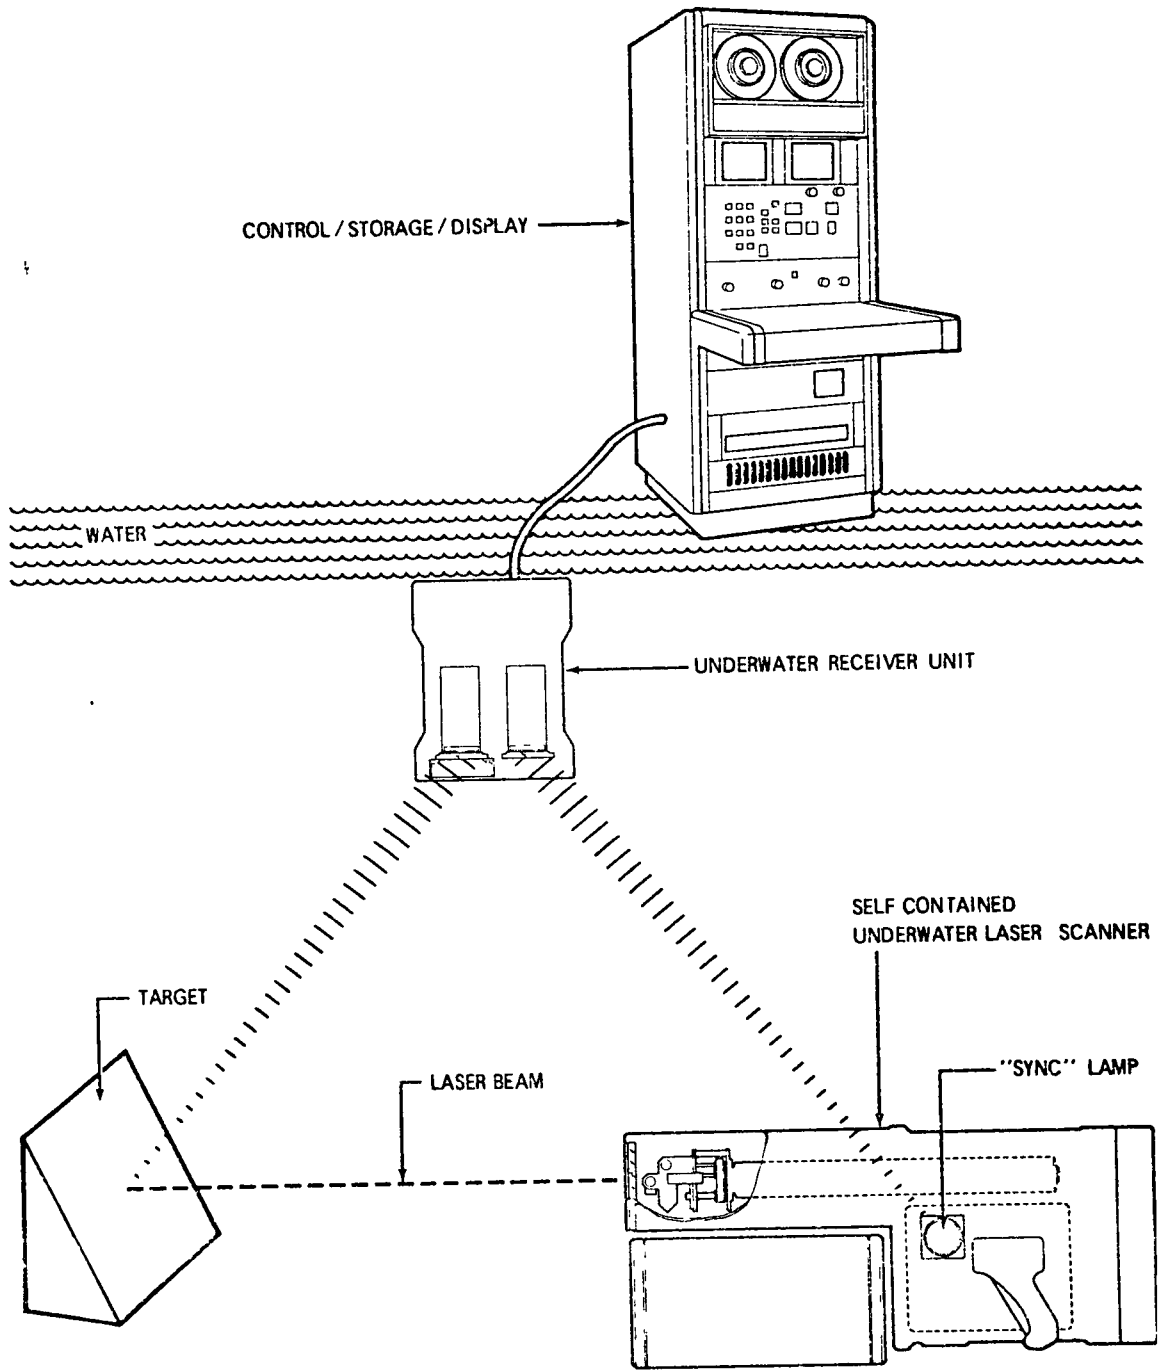 CONTROL / STORAGE / DISPLAY
WATER
UNDERWATER RECEIVER UNIT
SELF CONTAINED
UNDERWATER LASER SCANNER
TARGET
"SYNC" LAMP
LASER BEAM